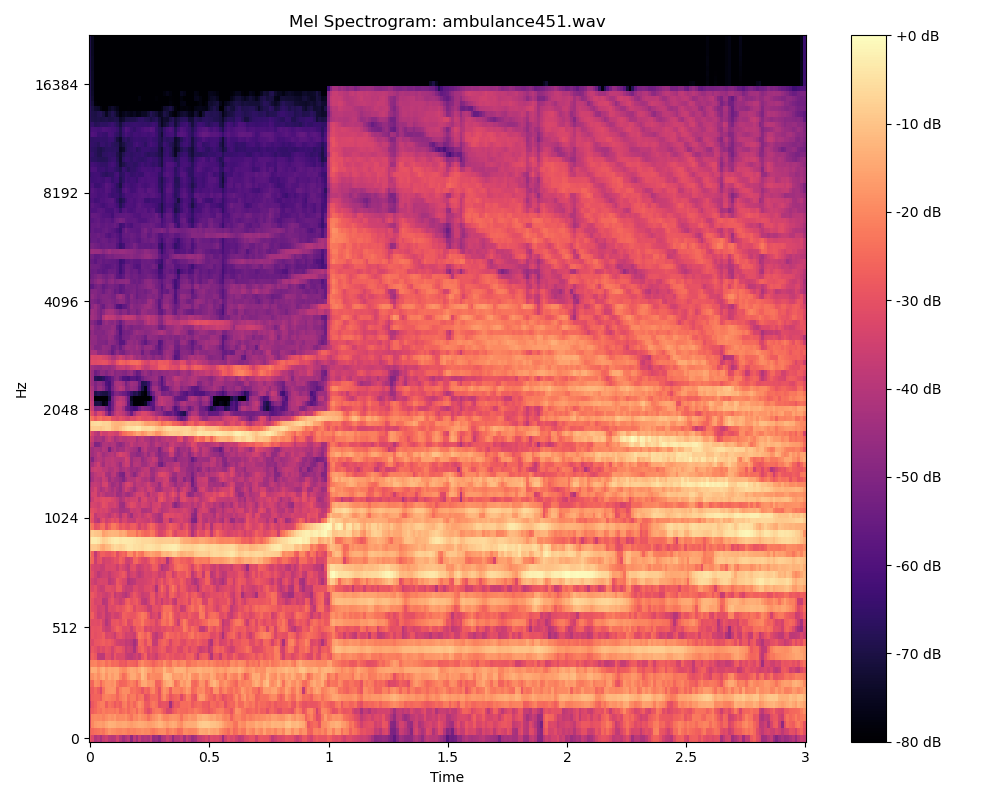 Mel Spectrogram: ambulance451.wav
+0 dB
16384
-10 dB
8192
-20 dB
4096
-30 dB
Hz
2048
-40 dB
1024
-50 dB
512
-60 dB
-70 dB
0
-80 dB
0 0.5 1 1.5 2 2.5 3
Time